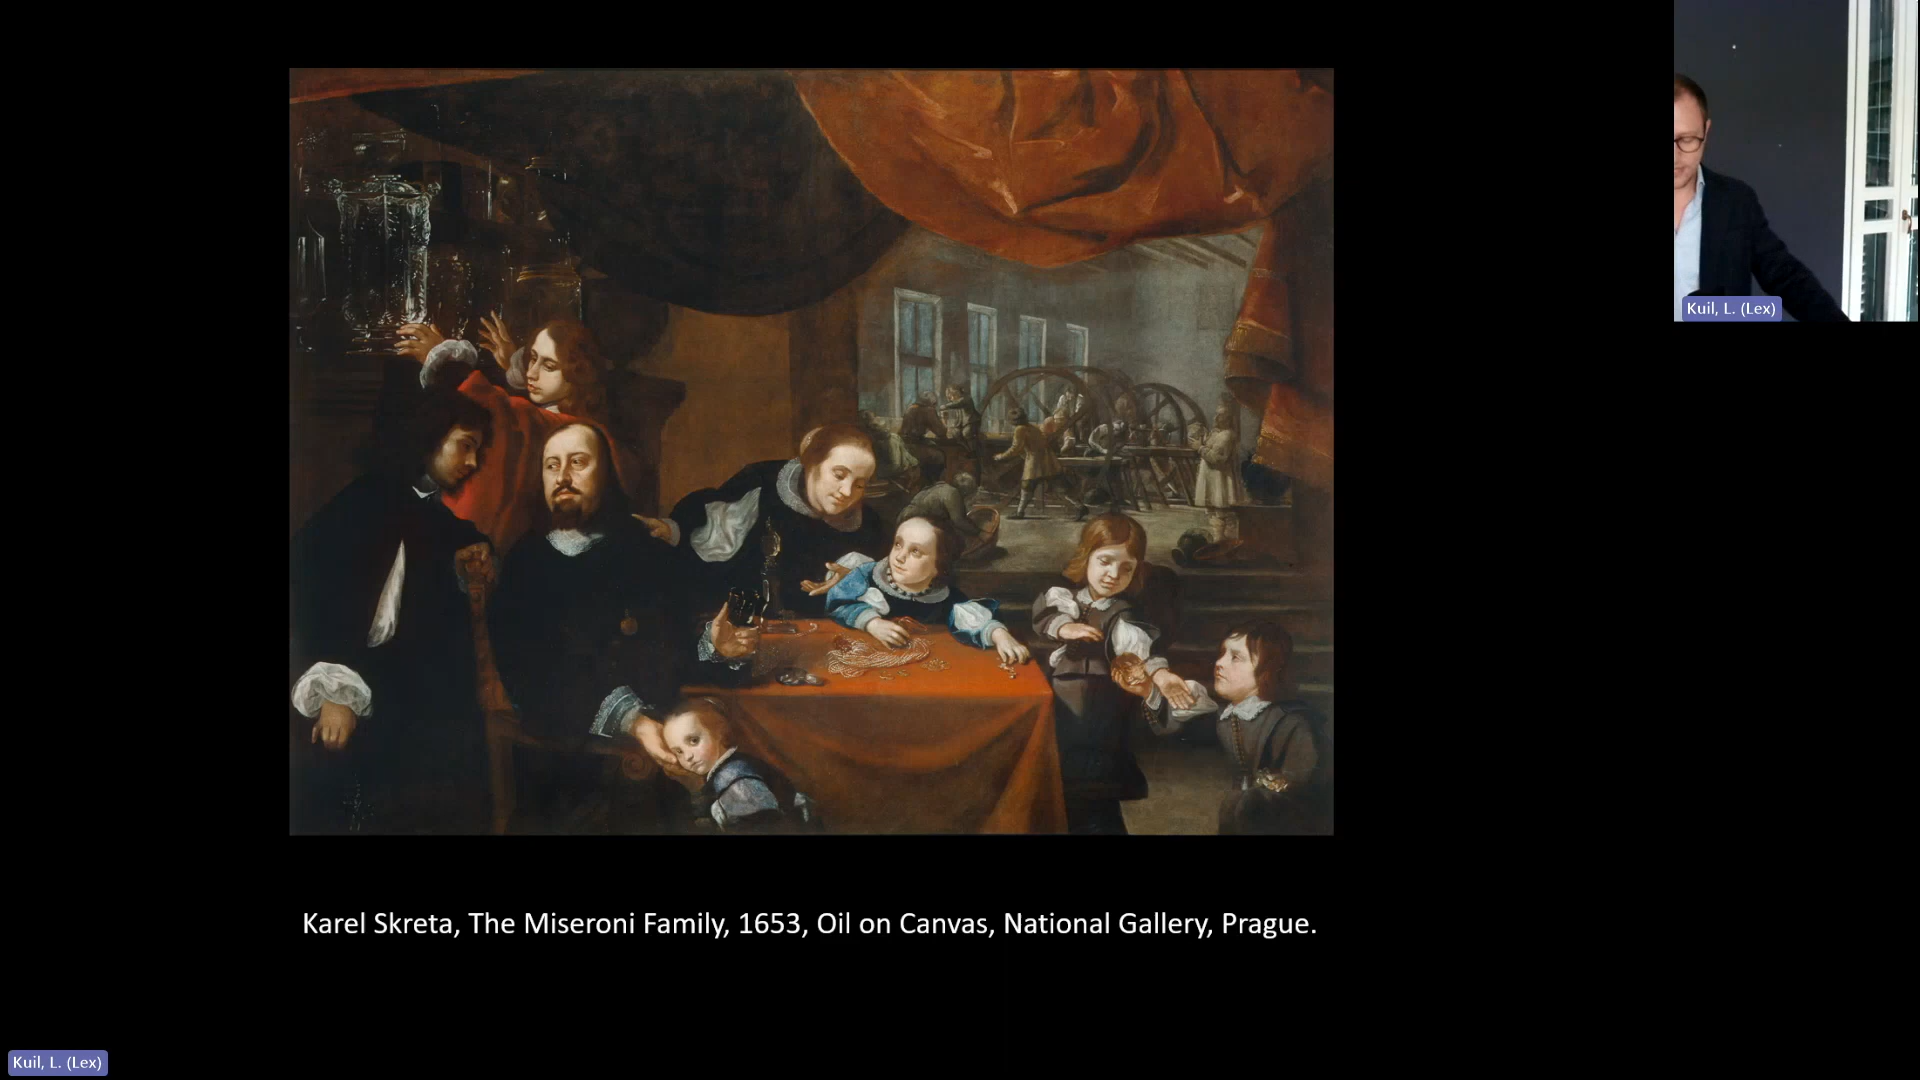 Kuil, L. (Lex)
Karel Skreta, The Miseroni Family, 1653, Oil on Canvas, National Gallery, Prague.
Kuil, L. (Lex)